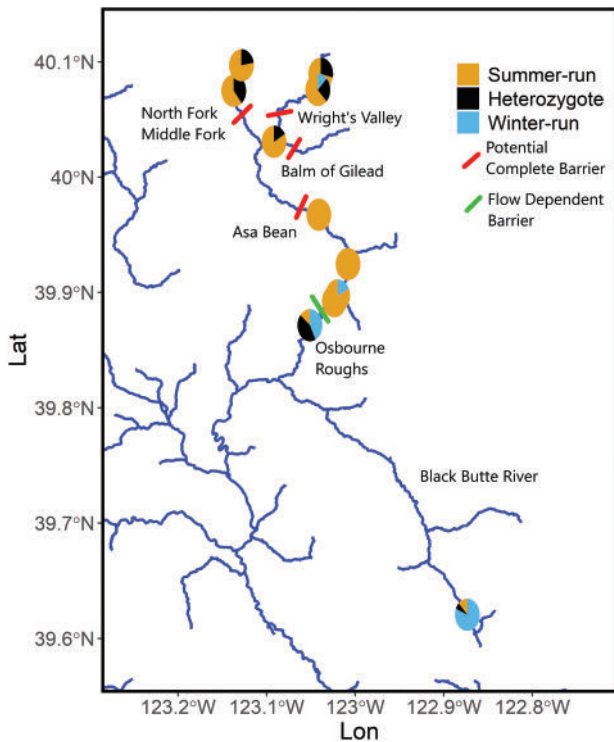 40.1°N
40°N
39.9°N
39.8°N
39.7°N
39.6°N
Lat
North Fork
Middle Fork
Wright's Valley
Balm of Gilead
Asa Bean
Osbourne
Roughs
Black Butte River
Summer-run
Heterozygote
Winter-run
Potential
Complete Barrier
Flow Dependent
Barrier
123.2°W 123.1°W 123°W 122.9°W 122.8°W
Lon